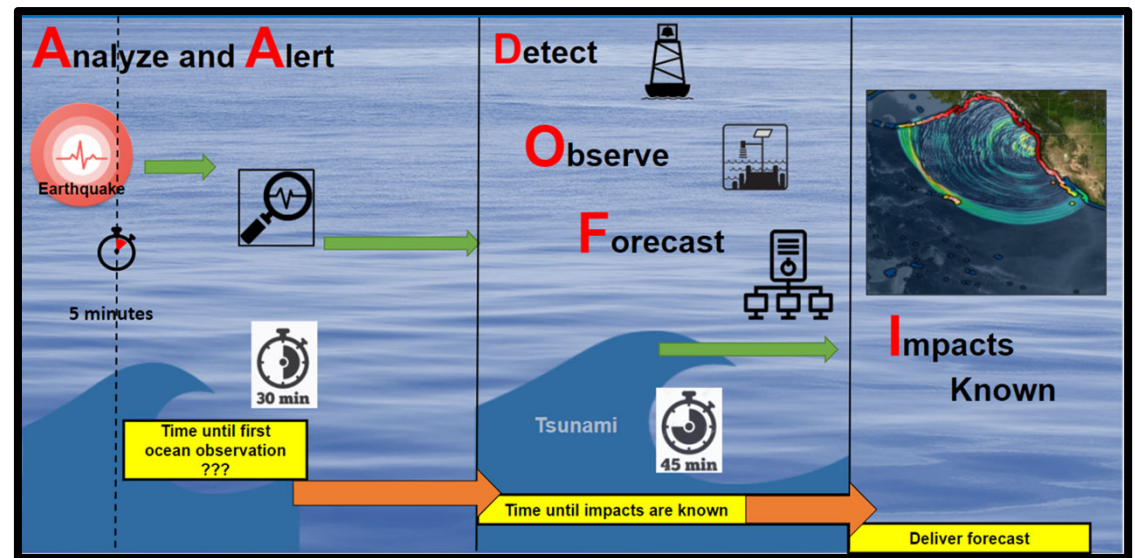 Analyze and Alert
Earthquake
5 minutes
30 min
Time until first
ocean observation
???
Detect
Observe
Forecast
Tsunami
45 min
Time until impacts are known
Impacts
Known
Deliver forecast